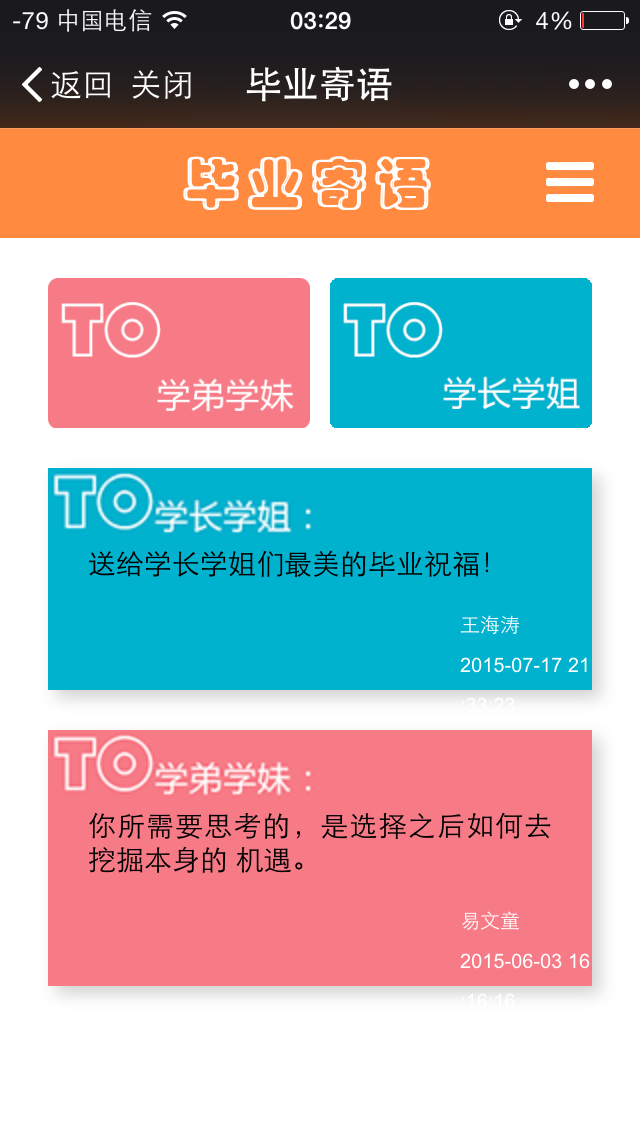 -79 中国电信 03:29 4%
返回 关闭 毕业寄语
毕业寄语
TO 学弟学妹
TO 学长学姐
TO学长学姐：
送给学长学姐们最美的毕业祝福！
王海涛
2015-07-17 21
:33:23
TO学弟学妹：
你所需要思考的，是选择之后如何去
挖掘本身的 机遇。
易文童
2015-06-03 16
:16:16